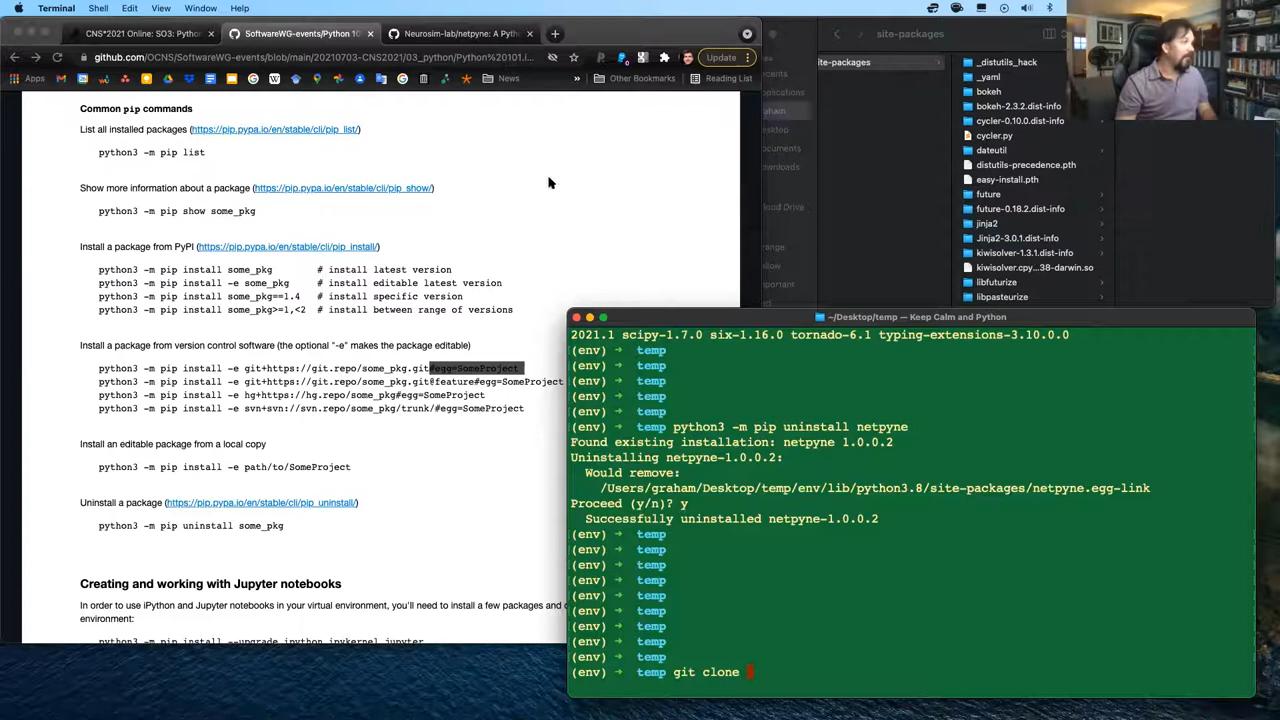 Terminal Shell Edit View Window Help
CNS*2021 Online: SO3: Python
SoftwareWG-events/Python 10
Neurosim-lab/netpyne: A Pyth
github.com/OCNS/SoftwareWG-events/blob/main/20210703-CNS2021/03_python/Python%20101.i...
Update
Apps
News
»
Other Bookmarks
Reading List
Common pip commands
List all installed packages (https://pip.pypa.io/en/stable/cli/pip_list/)
python3 -m pip list
Show more information about a package (https://pip.pypa.io/en/stable/cli/pip_show/)
python3 -m pip show some_pkg
Install a package from PyPI (https://pip.pypa.io/en/stable/cli/pip_install/)
python3 -m pip install some_pkg # install latest version
python3 -m pip install -e some_pkg # install editable latest version
python3 -m pip install some_pkg==1.4 # install specific version
python3 -m pip install some_pkg>=1,<2 # install between range of versions
Install a package from version control software (the optional "-e" makes the package editable)
python3 -m pip install -e git+https://git.repo/some_pkg.git#egg=SomeProject
python3 -m pip install -e git+https://git.repo/some_pkg.git@feature#egg=SomeProject
python3 -m pip install -e hg+https://hg.repo/some_pkg#egg=SomeProject
python3 -m pip install -e svn+svn://svn.repo/some_pkg/trunk/#egg=SomeProject
Install an editable package from a local copy
python3 -m pip install -e path/to/SomeProject
Uninstall a package (https://pip.pypa.io/en/stable/cli/pip_uninstall/)
python3 -m pip uninstall some_pkg
Creating and working with Jupyter notebooks
In order to use iPython and Jupyter notebooks in your virtual environment, you'll need to install a few packages and
environment:
python3 -m pip install --upgrade ipython ipykernel jupyter
site-packages
ite-packages
_distutils_hack
_yaml
bokeh
bokeh-2.3.2.dist-info
cycler-0.10.0.dist-info
cycler.py
dateutil
distutils-precedence.pth
easy-install.pth
future
future-0.18.2.dist-info
jinja2
Jinja2-3.0.1.dist-info
kiwisolver-1.3.1.dist-info
kiwisolver.cpy...38-darwin.so
libfuturize
libpasteurize
~/Desktop/temp — Keep Calm and Python
2021.1 scipy-1.7.0 six-1.16.0 tornado-6.1 typing-extensions-3.10.0.0
(env) ➜ temp
(env) ➜ temp
(env) ➜ temp
(env) ➜ temp
(env) ➜ temp
(env) ➜ temp python3 -m pip uninstall netpyne
Found existing installation: netpyne 1.0.0.2
Uninstalling netpyne-1.0.0.2:
Would remove:
/Users/graham/Desktop/temp/env/lib/python3.8/site-packages/netpyne.egg-link
Proceed (y/n)? y
Successfully uninstalled netpyne-1.0.0.2
(env) ➜ temp
(env) ➜ temp
(env) ➜ temp
(env) ➜ temp
(env) ➜ temp
(env) ➜ temp
(env) ➜ temp
(env) ➜ temp
(env) ➜ temp
(env) ➜ temp git clone